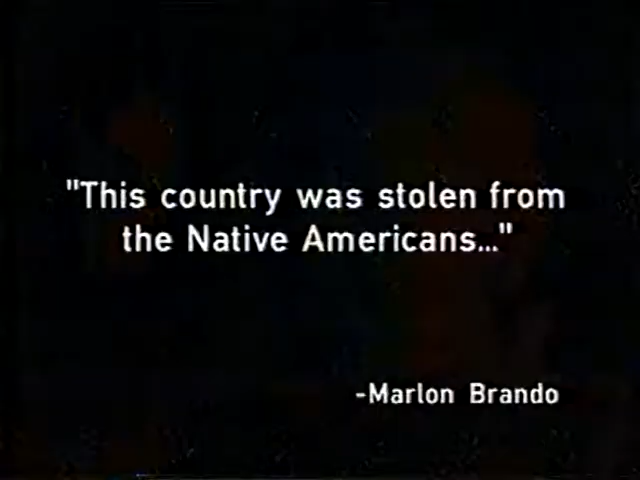 "This country was stolen from
the Native Americans..."
-Marlon Brando